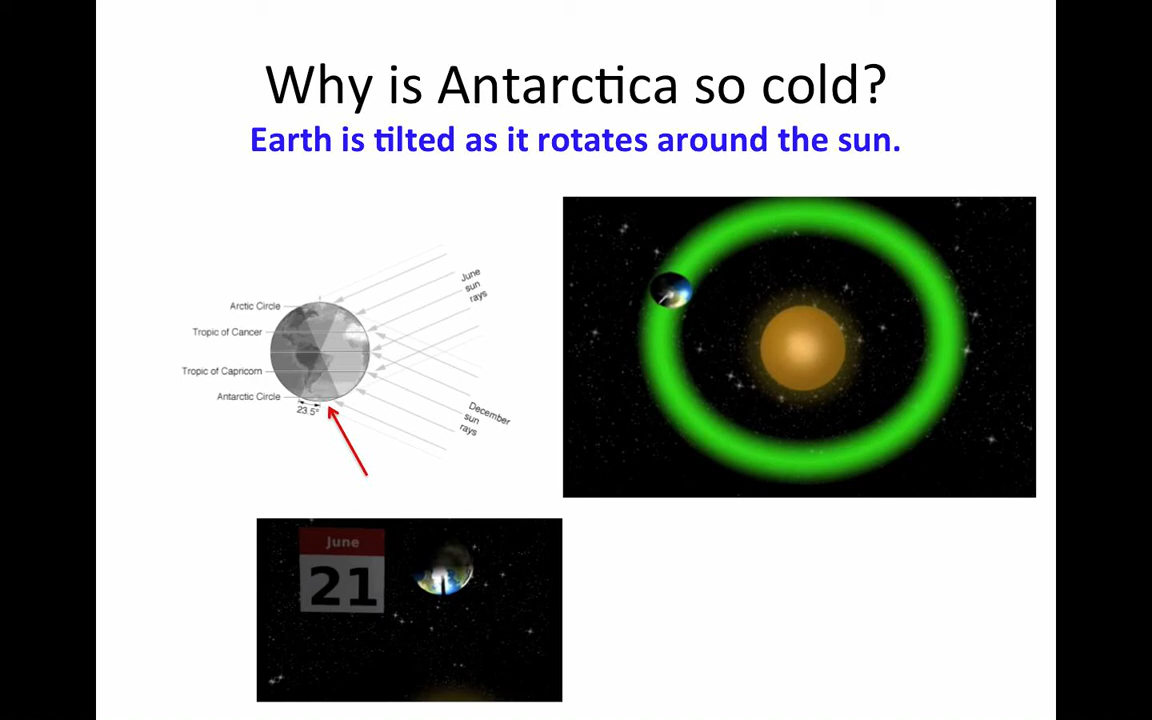 Why is Antarctica so cold?
Earth is tilted as it rotates around the sun.
Arctic Circle
Tropic of Cancer
Tropic of Capricorn
Antarctic Circle
23.5°
June
sun
rays
December
sun
rays
June
21